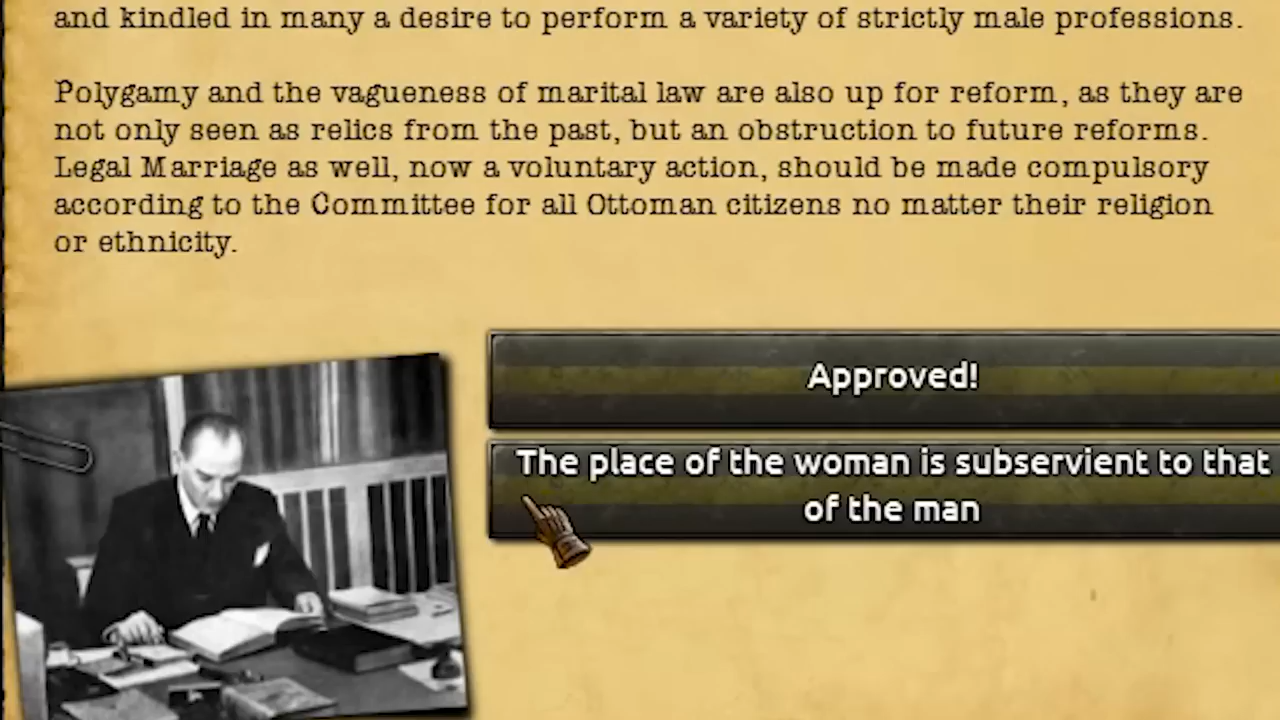 and kindled in many a desire to perform a variety of strictly male professions.
Polygamy and the vagueness of marital law are also up for reform, as they are
not only seen as relics from the past, but an obstruction to future reforms.
Legal Marriage as well, now a voluntary action, should be made compulsory
according to the Committee for all Ottoman citizens no matter their religion
or ethnicity.
Approved!
The place of the woman is subservient to that
of the man